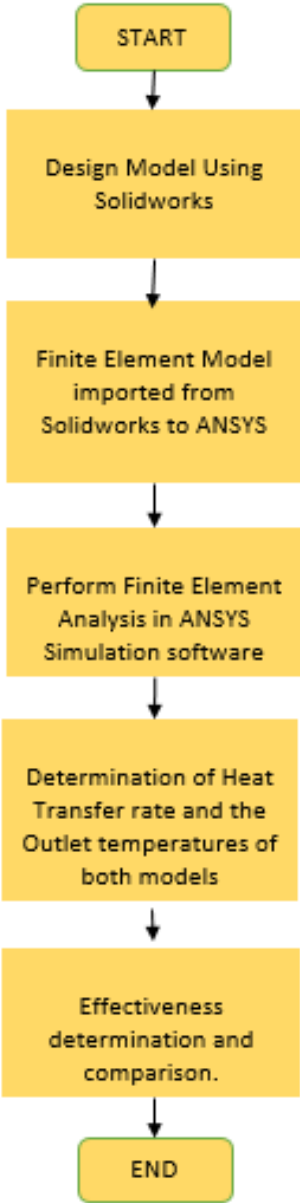 START
Design Model Using
Solidworks
Finite Element Model
imported from
Solidworks to ANSYS
Perform Finite Element
Analysis in ANSYS
Simulation software
Determination of Heat
Transfer rate and the
Outlet temperatures of
both models
Effectiveness
determination and
comparison.
END